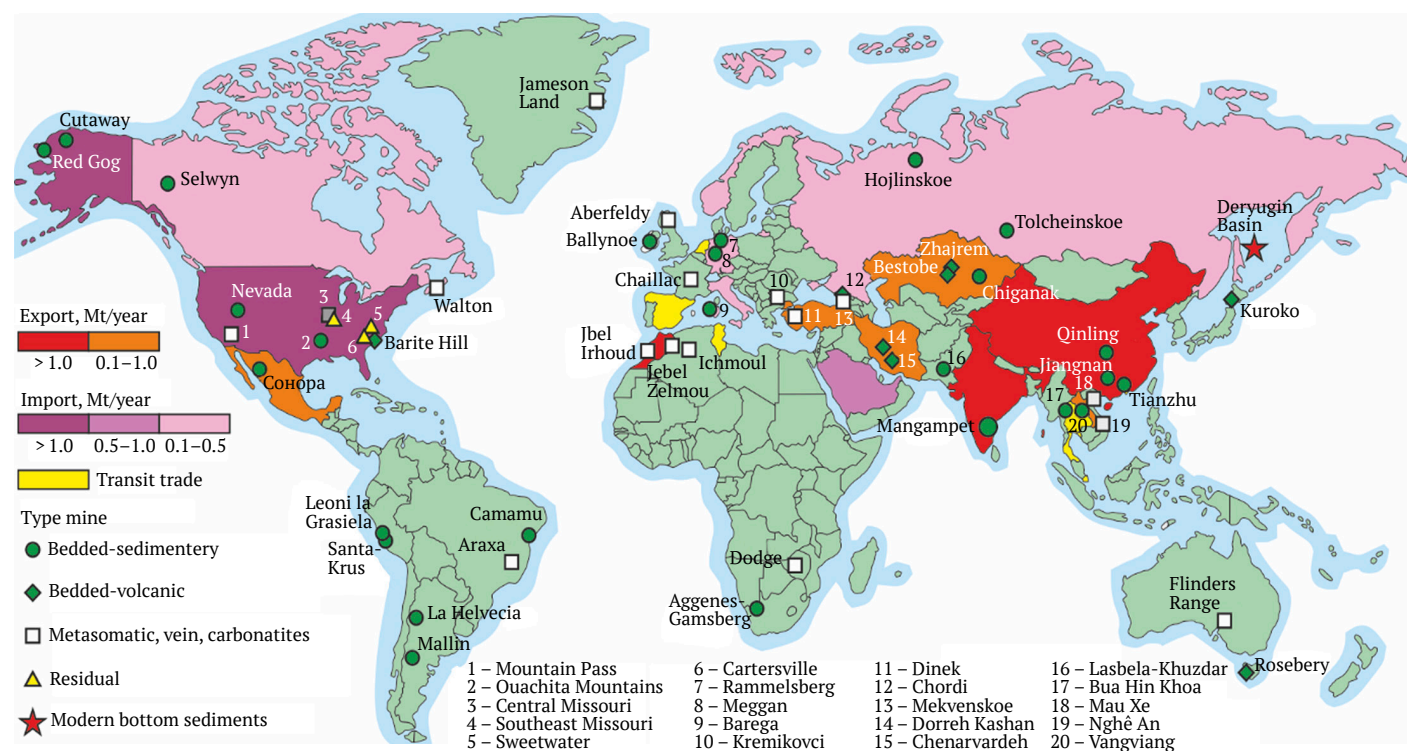 Jameson
Land
Cutaway
Red Gog
Selwyn
Hojlinskoe
Aberfeldy
Ballynoe
7
8
Tolcheinskoe
Deryugin
Basin
Zhajrem
Bestobe
Chiganak
Chaillac
10
12
Nevada
3
4
5
Walton
9
11
13
Kuroko
1
2
6
Barite Hill
Jbel
Irhoud
Jebel
Zelmou
Ichmoul
14
15
16
Qinling
Jiangnan
18
17
Tianzhu
Сонора
Mangampet
20
19
Export, Mt/year
> 1.0 0.1–1.0
Import, Mt/year
> 1.0 0.5–1.0 0.1–0.5
Transit trade
Type mine
Bedded-sedimentery
Bedded-volcanic
Metasomatic, vein, carbonatites
Residual
Modern bottom sediments
Leoni la
Grasiela
Santa-
Krus
Camamu
Araxa
La Helvecia
Mallin
Dodge
Aggenes-
Gamsberg
Flinders
Range
Rosebery
1 – Mountain Pass
2 – Ouachita Mountains
3 – Central Missouri
4 – Southeast Missouri
5 – Sweetwater
6 – Cartersville
7 – Rammelsberg
8 – Meggan
9 – Barega
10 – Kremikovci
11 – Dinek
12 – Chordi
13 – Mekvenskoe
14 – Dorreh Kashan
15 – Chenarvardeh
16 – Lasbela-Khuzdar
17 – Bua Hin Khoa
18 – Mau Xe
19 – Nghê An
20 – Vangviang